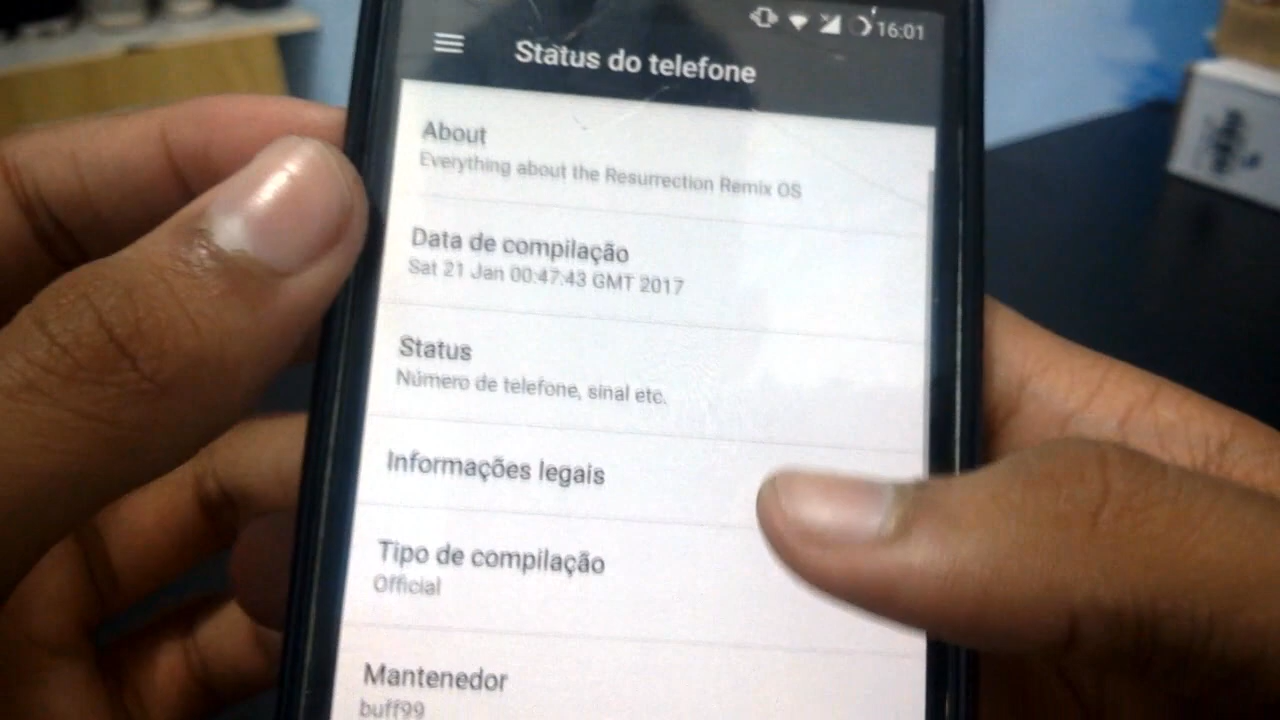 16:01
Status do telefone
About
Everything about the Resurrection Remix OS
Data de compilação
Sat 21 Jan 00:47:43 GMT 2017
Status
Número de telefone, sinal etc.
Informações legais
Tipo de compilação
Official
Mantenedor
buff99